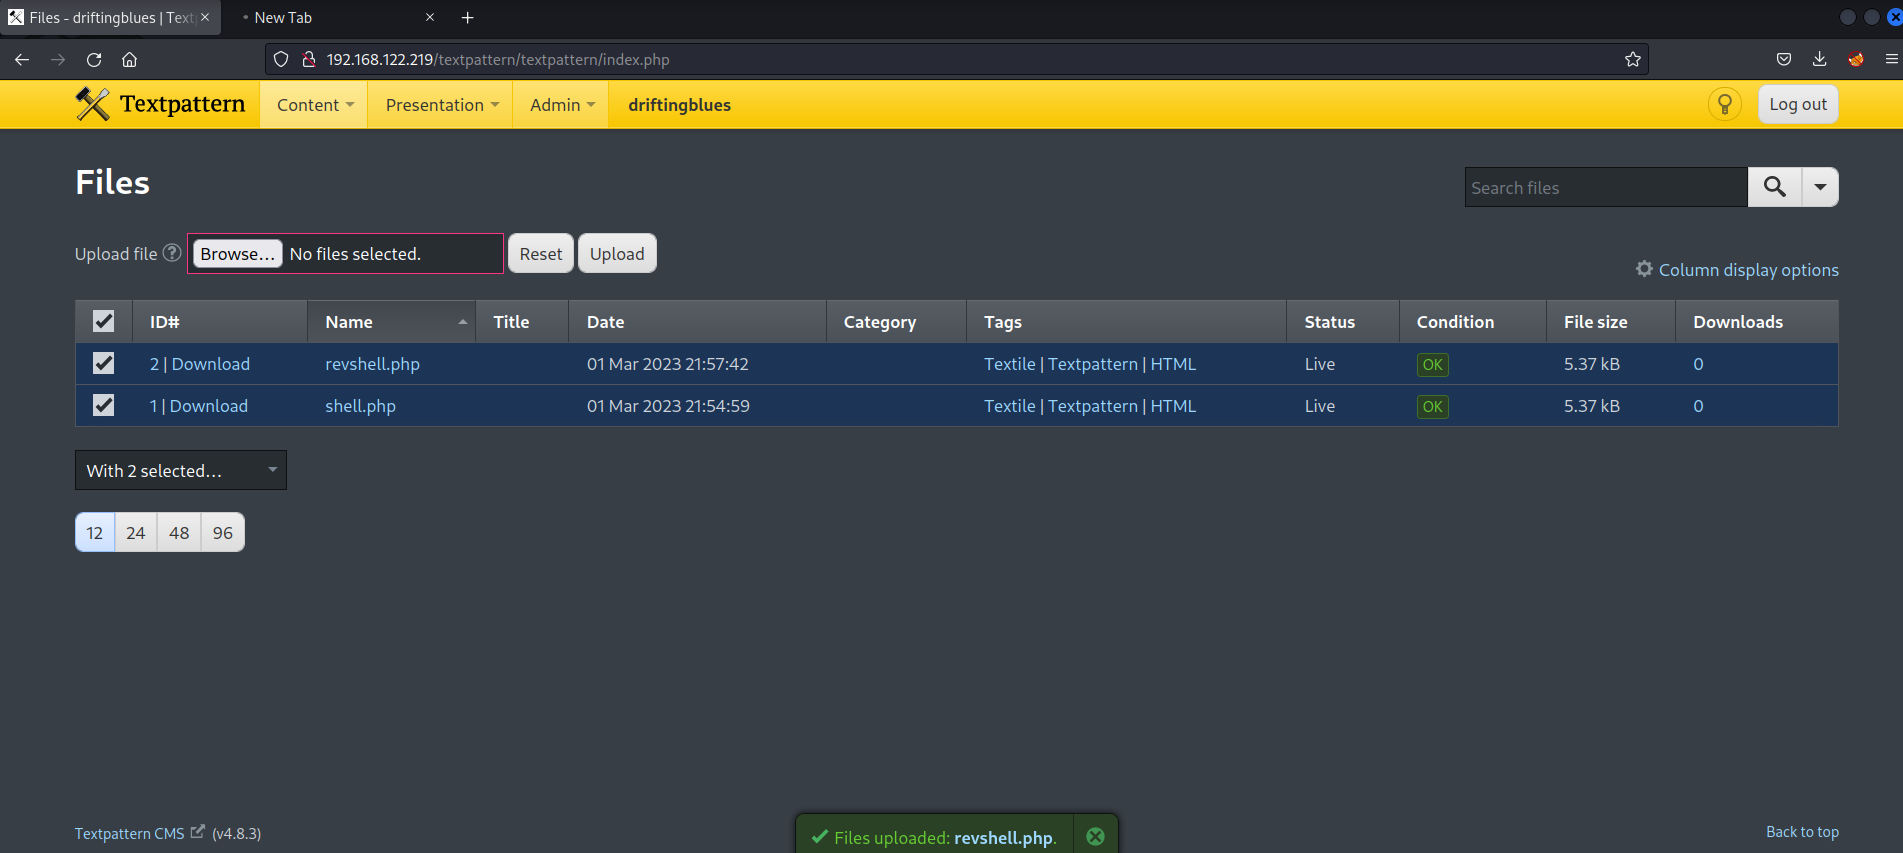 Files - driftingblues | Text
New Tab
192.168.122.219/textpattern/textpattern/index.php
Textpattern Content Presentation Admin driftingblues Log out
Files
Search files
Upload file ? Browse... No files selected. Reset Upload
Column display options
ID# Name Title Date Category Tags Status Condition File size Downloads
2 | Download revshell.php 01 Mar 2023 21:57:42 Textile | Textpattern | HTML Live OK 5.37 kB 0
1 | Download shell.php 01 Mar 2023 21:54:59 Textile | Textpattern | HTML Live OK 5.37 kB 0
With 2 selected...
12 24 48 96
Textpattern CMS (v4.8.3)
Files uploaded: revshell.php.
Back to top